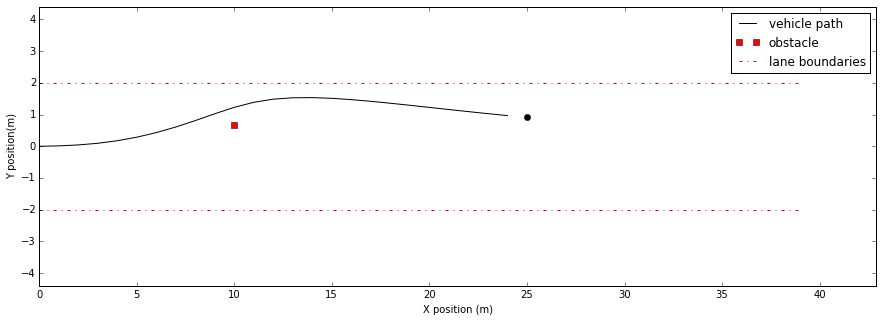 4
3
2
1
0
−1
−2
−3
−4
Y position(m)
vehicle path
obstacle
lane boundaries
0 5 10 15 20 25 30 35 40
X position (m)